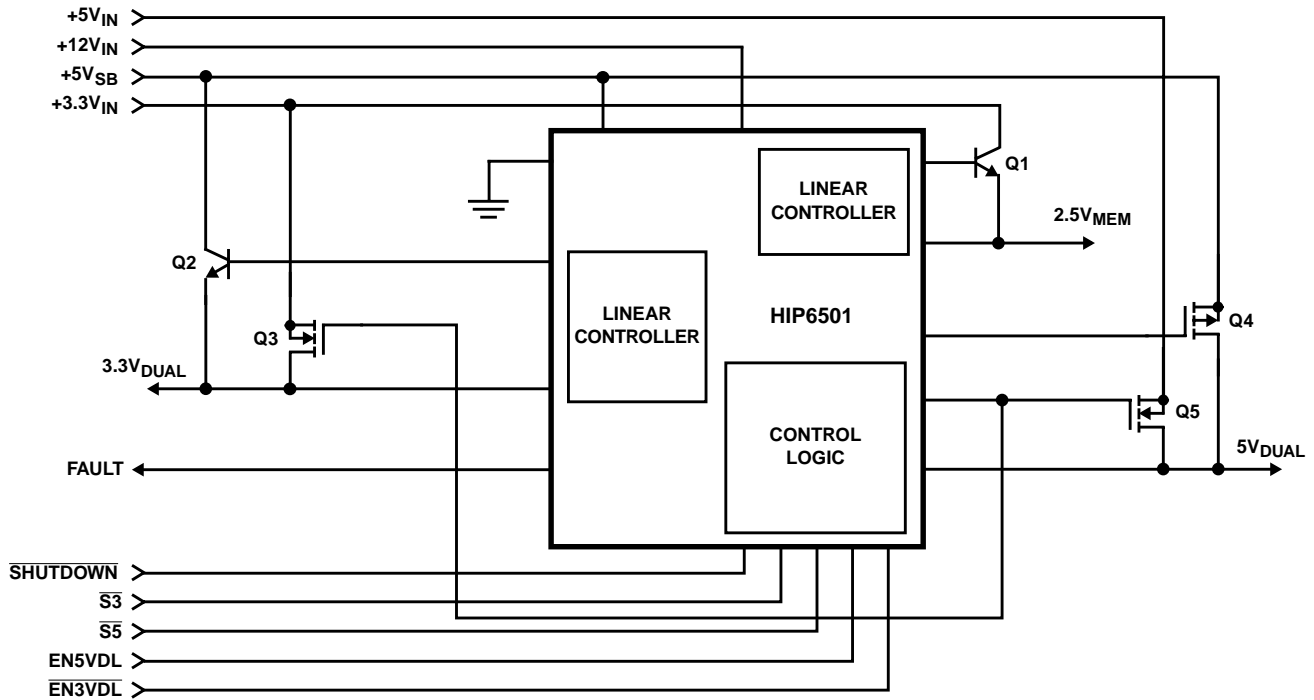 +5VIN
+12VIN
+5VSB
+3.3VIN
LINEAR
CONTROLLER
Q1
2.5VMEM
Q2
LINEAR
CONTROLLER
HIP6501
Q3
Q4
3.3VDUAL
Q5
CONTROL
LOGIC
FAULT
5VDUAL
SHUTDOWN
S3
S5
EN5VDL
EN3VDL